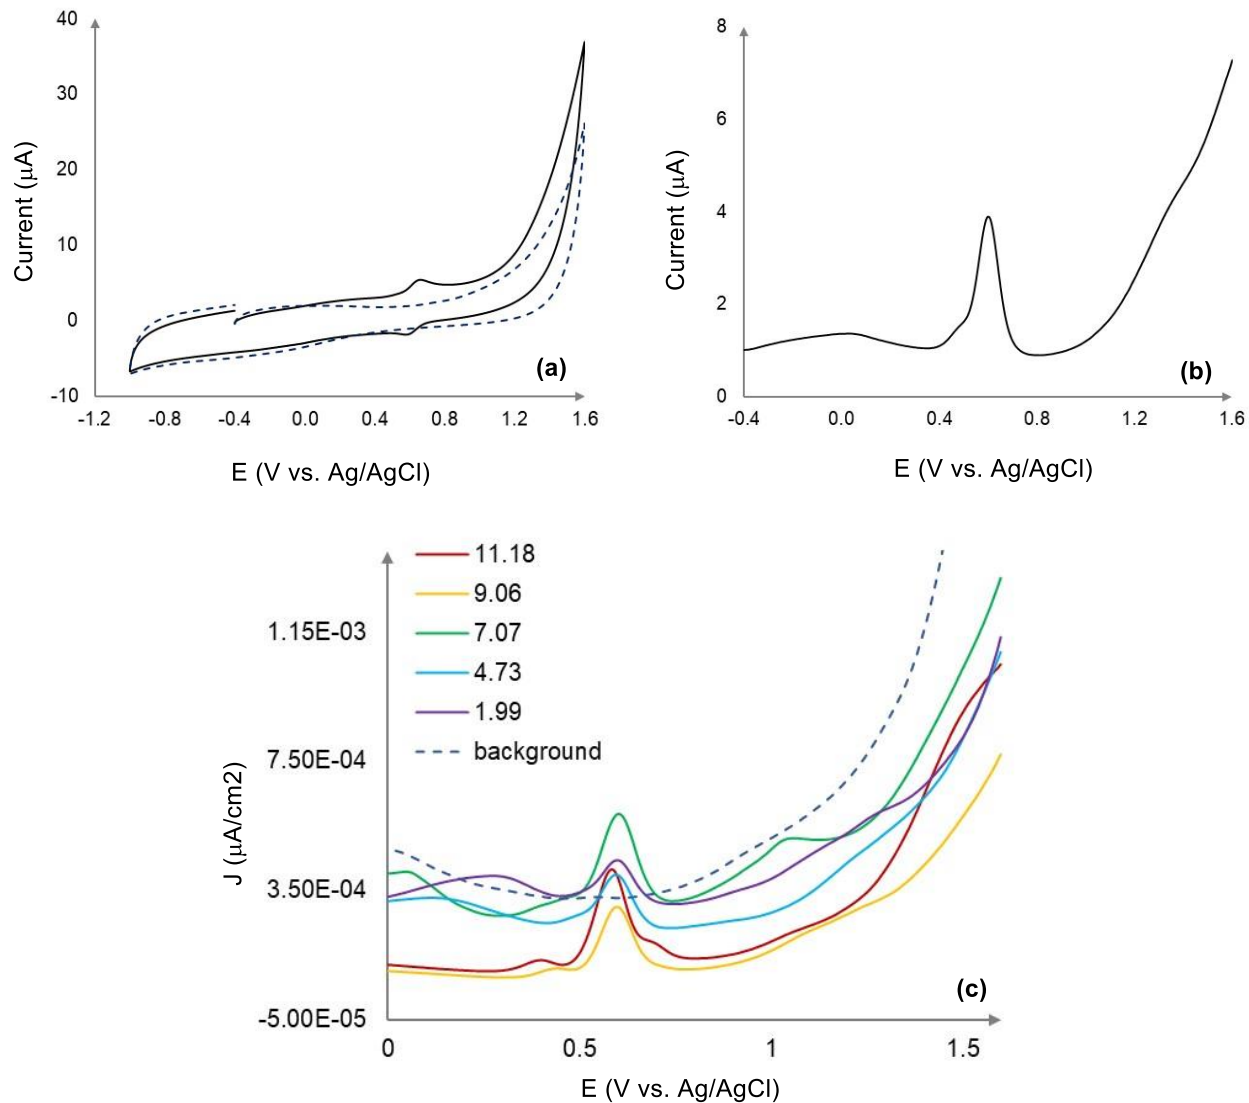 40
30
20
10
0
-10
-1.2 -0.8 -0.4 0.0 0.4 0.8 1.2 1.6
Current (µA)
E (V vs. Ag/AgCl)
(a)
8
6
4
2
0
-0.4 0.0 0.4 0.8 1.2 1.6
Current (µA)
E (V vs. Ag/AgCl)
(b)
11.18
9.06
7.07
4.73
1.99
background
1.15E-03
7.50E-04
3.50E-04
-5.00E-05
0 0.5 1 1.5
J (µA/cm2)
E (V vs. Ag/AgCl)
(c)